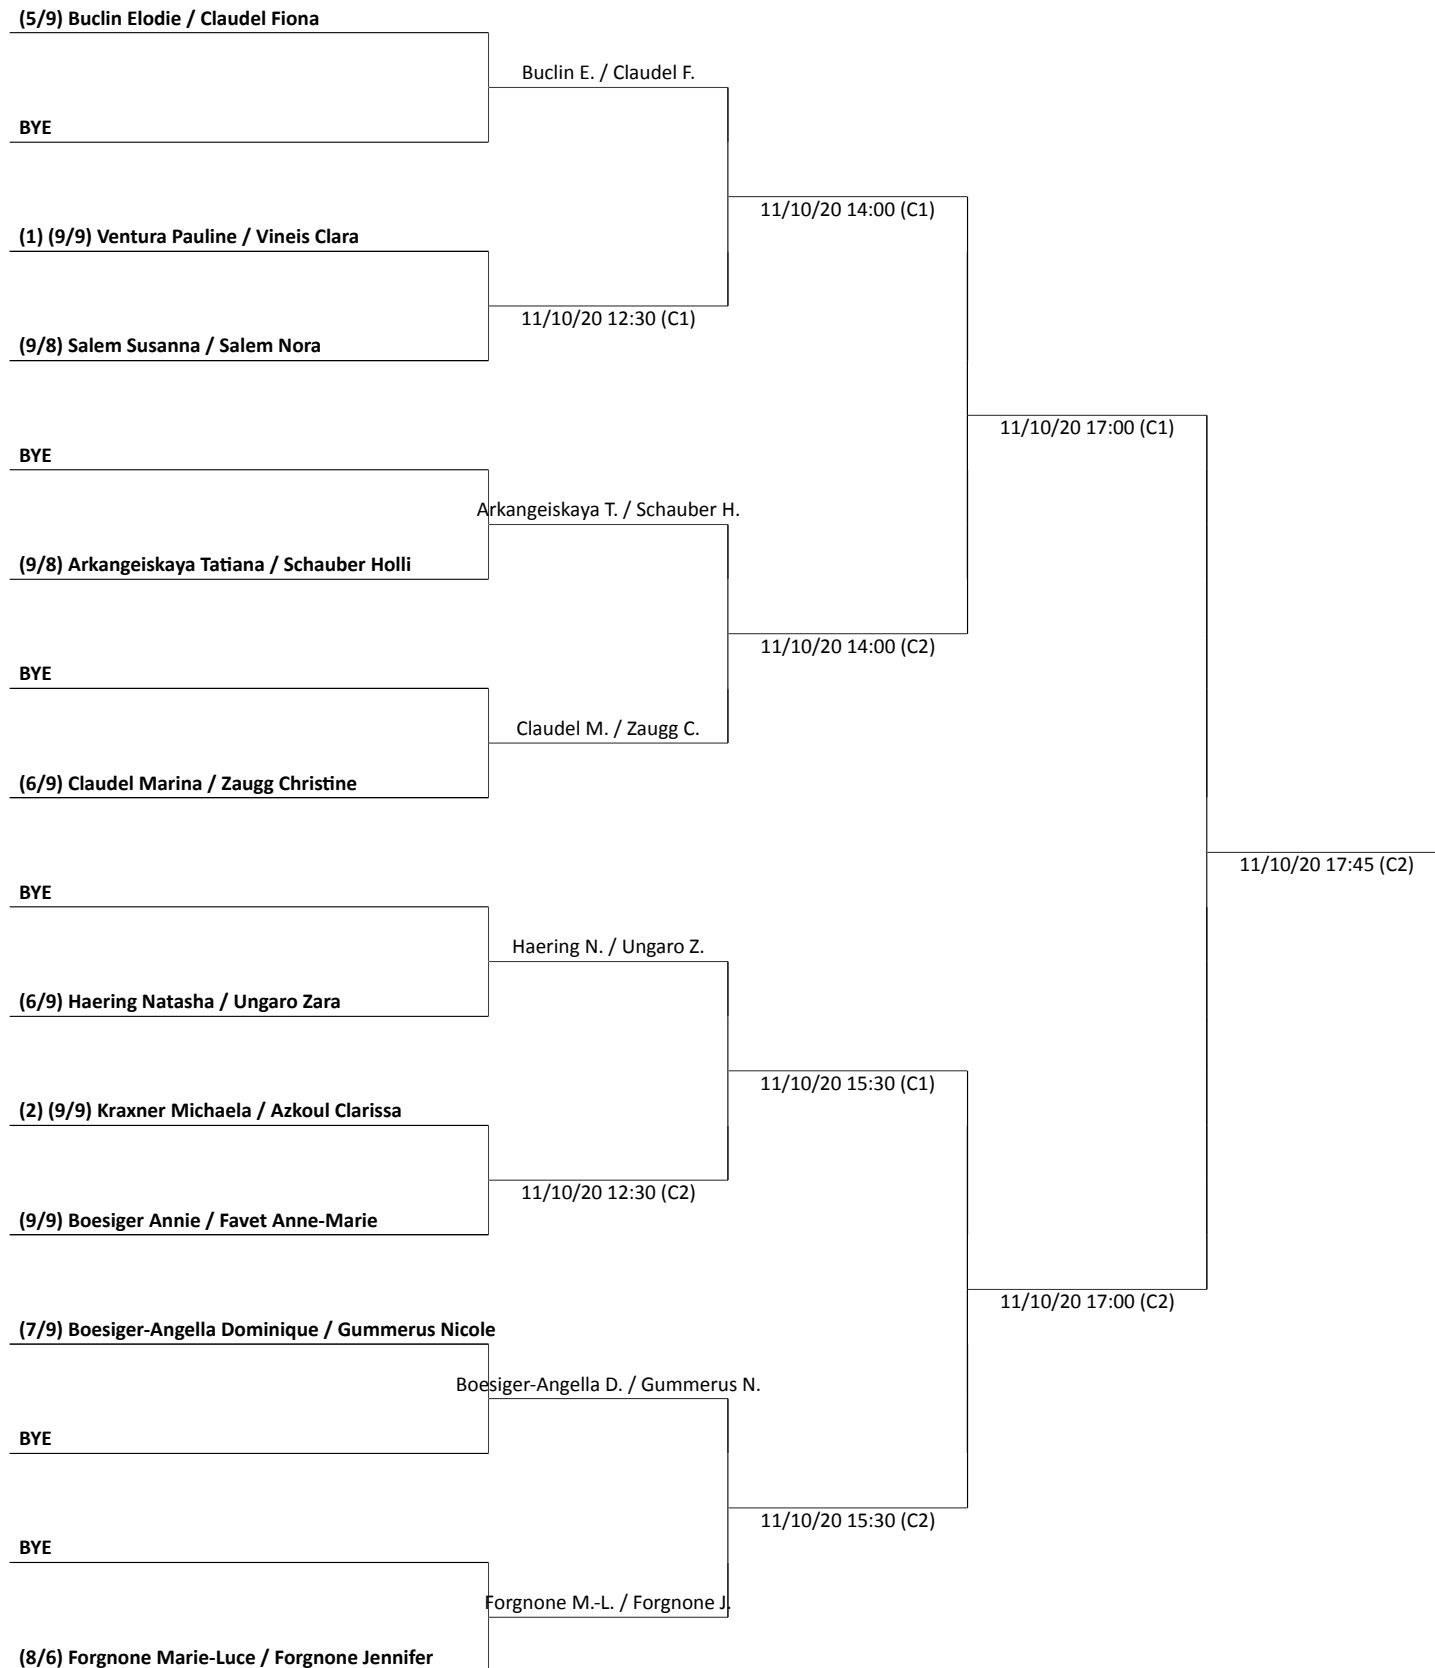 (5/9) Buclin Elodie / Claudel Fiona
Buclin E. / Claudel F.
BYE
11/10/20 14:00 (C1)
(1) (9/9) Ventura Pauline / Vineis Clara
11/10/20 12:30 (C1)
(9/8) Salem Susanna / Salem Nora
11/10/20 17:00 (C1)
BYE
Arkangeiskaya T. / Schauber H.
(9/8) Arkangeiskaya Tatiana / Schauber Holli
11/10/20 14:00 (C2)
BYE
Claudel M. / Zaugg C.
(6/9) Claudel Marina / Zaugg Christine
11/10/20 17:45 (C2)
BYE
Haering N. / Ungaro Z.
(6/9) Haering Natasha / Ungaro Zara
11/10/20 15:30 (C1)
(2) (9/9) Kraxner Michaela / Azkoul Clarissa
11/10/20 12:30 (C2)
(9/9) Boesiger Annie / Favet Anne-Marie
11/10/20 17:00 (C2)
(7/9) Boesiger-Angella Dominique / Gummerus Nicole
Boesiger-Angella D. / Gummerus N.
BYE
11/10/20 15:30 (C2)
BYE
Forgnone M.-L. / Forgnone J.
(8/6) Forgnone Marie-Luce / Forgnone Jennifer